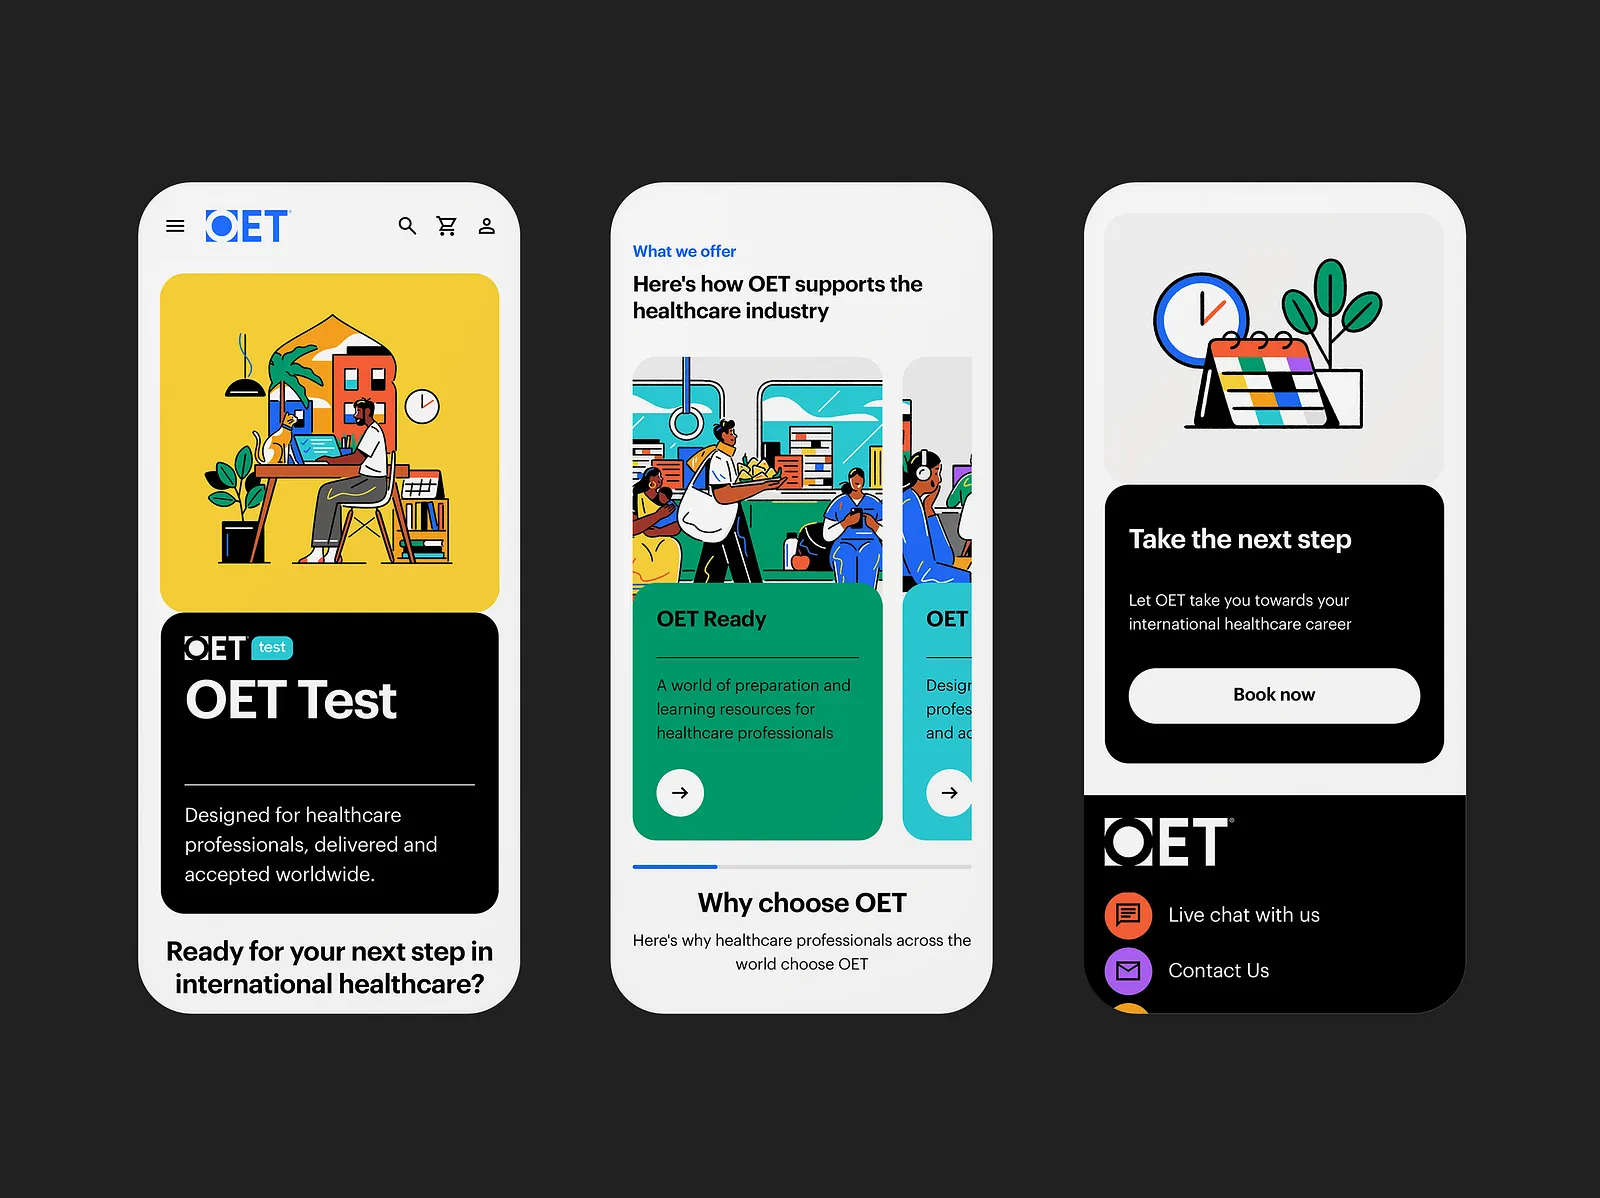 OET
OET test
OET Test
Designed for healthcare
professionals, delivered and
accepted worldwide.
Ready for your next step in
international healthcare?
What we offer
Here's how OET supports the
healthcare industry
OET Ready
A world of preparation and
learning resources for
healthcare professionals
OET
Desigr
profes
and ac
Why choose OET
Here's why healthcare professionals across the
world choose OET
Take the next step
Let OET take you towards your
international healthcare career
Book now
OET®
Live chat with us
Contact Us